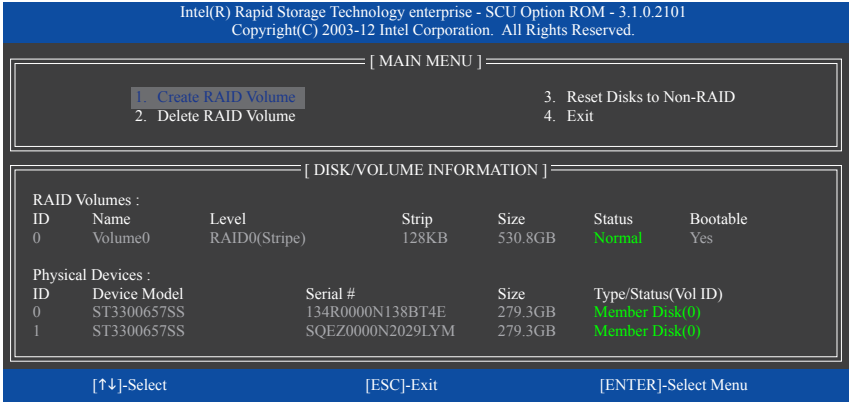 Intel(R) Rapid Storage Technology enterprise - SCU Option ROM - 3.1.0.2101
Copyright(C) 2003-12 Intel Corporation. All Rights Reserved.
[ MAIN MENU ]
1. Create RAID Volume 3. Reset Disks to Non-RAID
2. Delete RAID Volume 4. Exit
[ DISK/VOLUME INFORMATION ]
RAID Volumes :
ID Name Level Strip Size Status Bootable
0 Volume0 RAID0(Stripe) 128KB 530.8GB Normal Yes
Physical Devices :
ID Device Model Serial # Size Type/Status(Vol ID)
0 ST3300657SS 134R0000N138BT4E 279.3GB Member Disk(0)
1 ST3300657SS SQEZ0000N2029LYM 279.3GB Member Disk(0)
[↑↓]-Select [ESC]-Exit [ENTER]-Select Menu